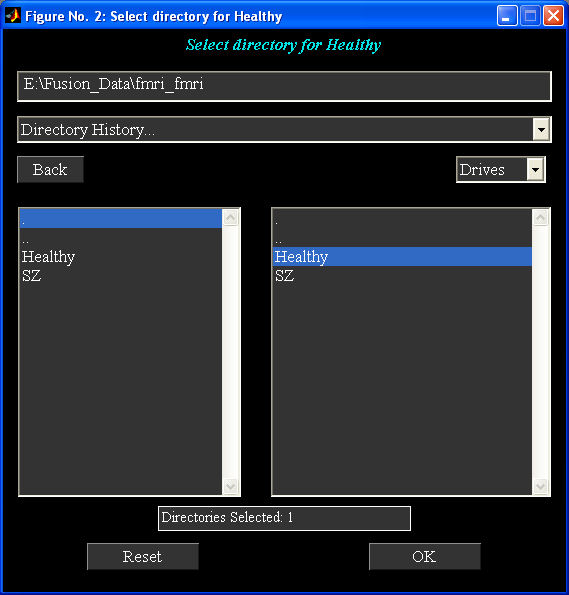 Figure No. 2: Select directory for Healthy
Select directory for Healthy
E:\Fusion_Data\fmri_fmri
Directory History...
Back
Drives
.
..
Healthy
SZ
.
..
Healthy
SZ
Directories Selected: 1
Reset
OK